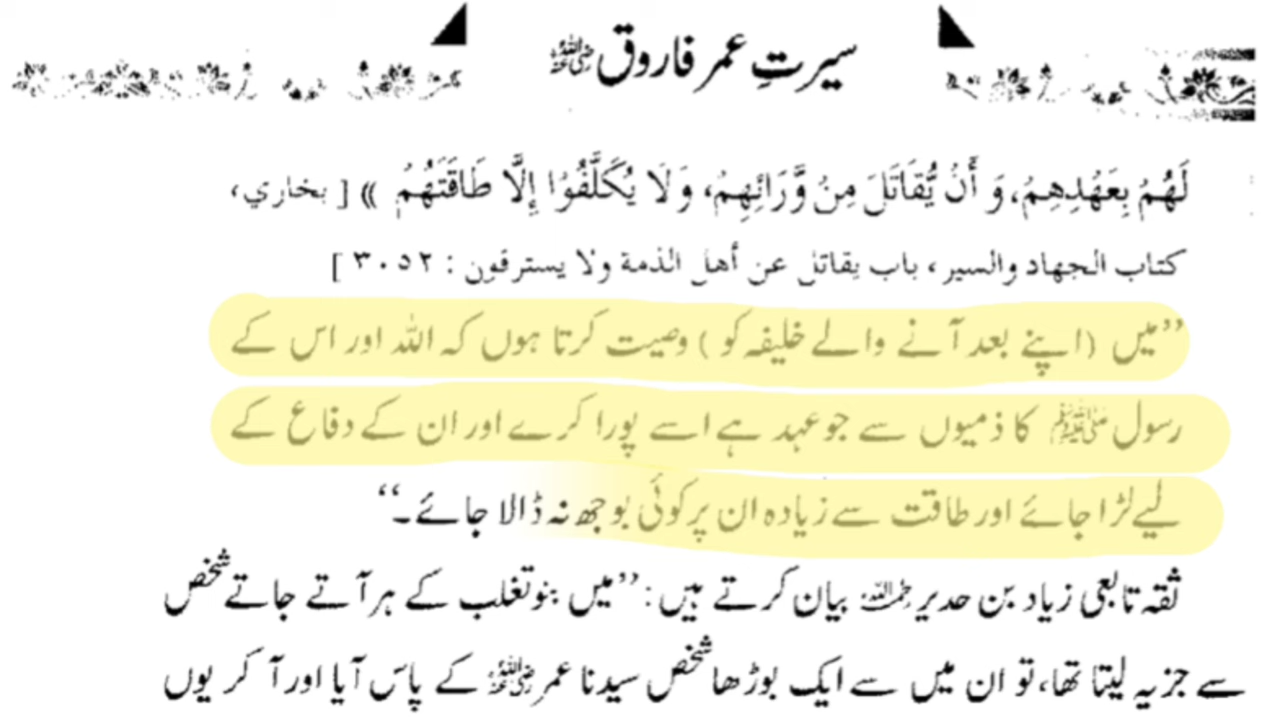 سیرتِ عمر فاروق رضی اللہ عنہ
لَهُمْ بِعَهْدِهِمْ، وَ أَنْ يُّقَاتَلَ مِنْ وَّرَائِهِمْ، وَ لَا يُكَلَّفُوْا إِلَّا طَاقَتَهُمْ )) [ بخاري،
كتاب الجهاد والسير، باب يقاتل عن أهل الذمة ولا يسترقون : ٣٠٥٢ ]
’’میں (اپنے بعد آنے والے خلیفہ کو ) وصیت کرتا ہوں کہ اللہ اور اس کے
رسول ﷺ کا ذمیوں سے جو عہد ہے اسے پورا کرے اور ان کے دفاع کے
لیے لڑا جائے اور طاقت سے زیادہ ان پر کوئی بوجھ نہ ڈالا جائے۔‘‘
ثقہ تابعی زیاد بن حدیر رحمہ اللہ بیان کرتے ہیں : ’’میں بنو تغلب کے ہر آتے جاتے شخص
سے جزیہ لیتا تھا، تو ان میں سے ایک بوڑھا شخص سیدنا عمر رضی اللہ عنہ کے پاس آیا اور آ کر یوں